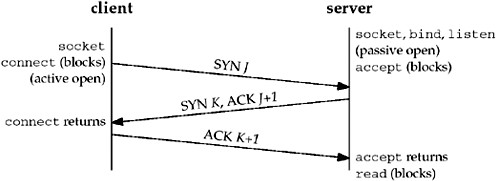 client
server
socket
connect (blocks)
(active open)
socket, bind, listen
(passive open)
accept (blocks)
SYN J
SYN K, ACK J+1
connect returns
ACK K+1
accept returns
read (blocks)